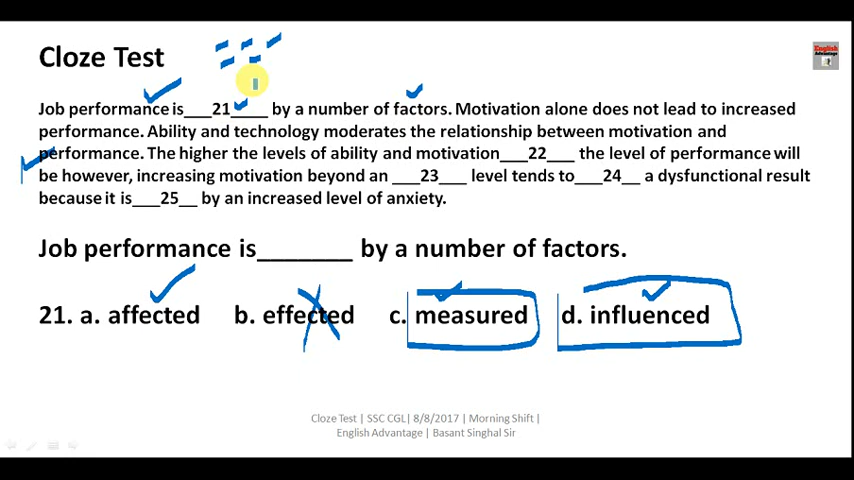 Cloze Test
English
Advantage
Job performance is___21____ by a number of factors. Motivation alone does not lead to increased
performance. Ability and technology moderates the relationship between motivation and
performance. The higher the levels of ability and motivation___22___ the level of performance will
be however, increasing motivation beyond an ___23___ level tends to___24__ a dysfunctional result
because it is___25__ by an increased level of anxiety.
Job performance is________ by a number of factors.
21. a. affected b. effected c. measured d. influenced
Cloze Test | SSC CGL| 8/8/2017 | Morning Shift |
English Advantage | Basant Singhal Sir